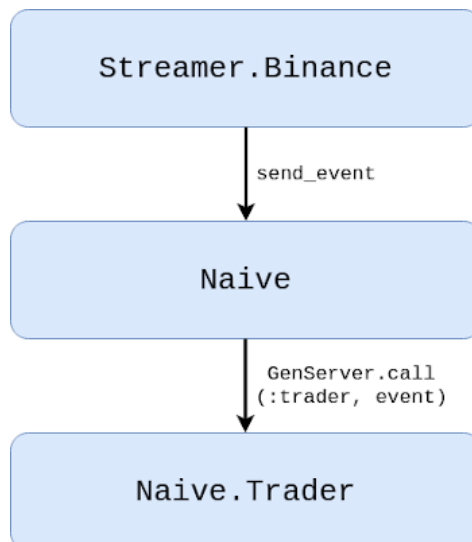 Streamer.Binance
send_event
Naive
GenServer.call
(:trader, event)
Naive.Trader